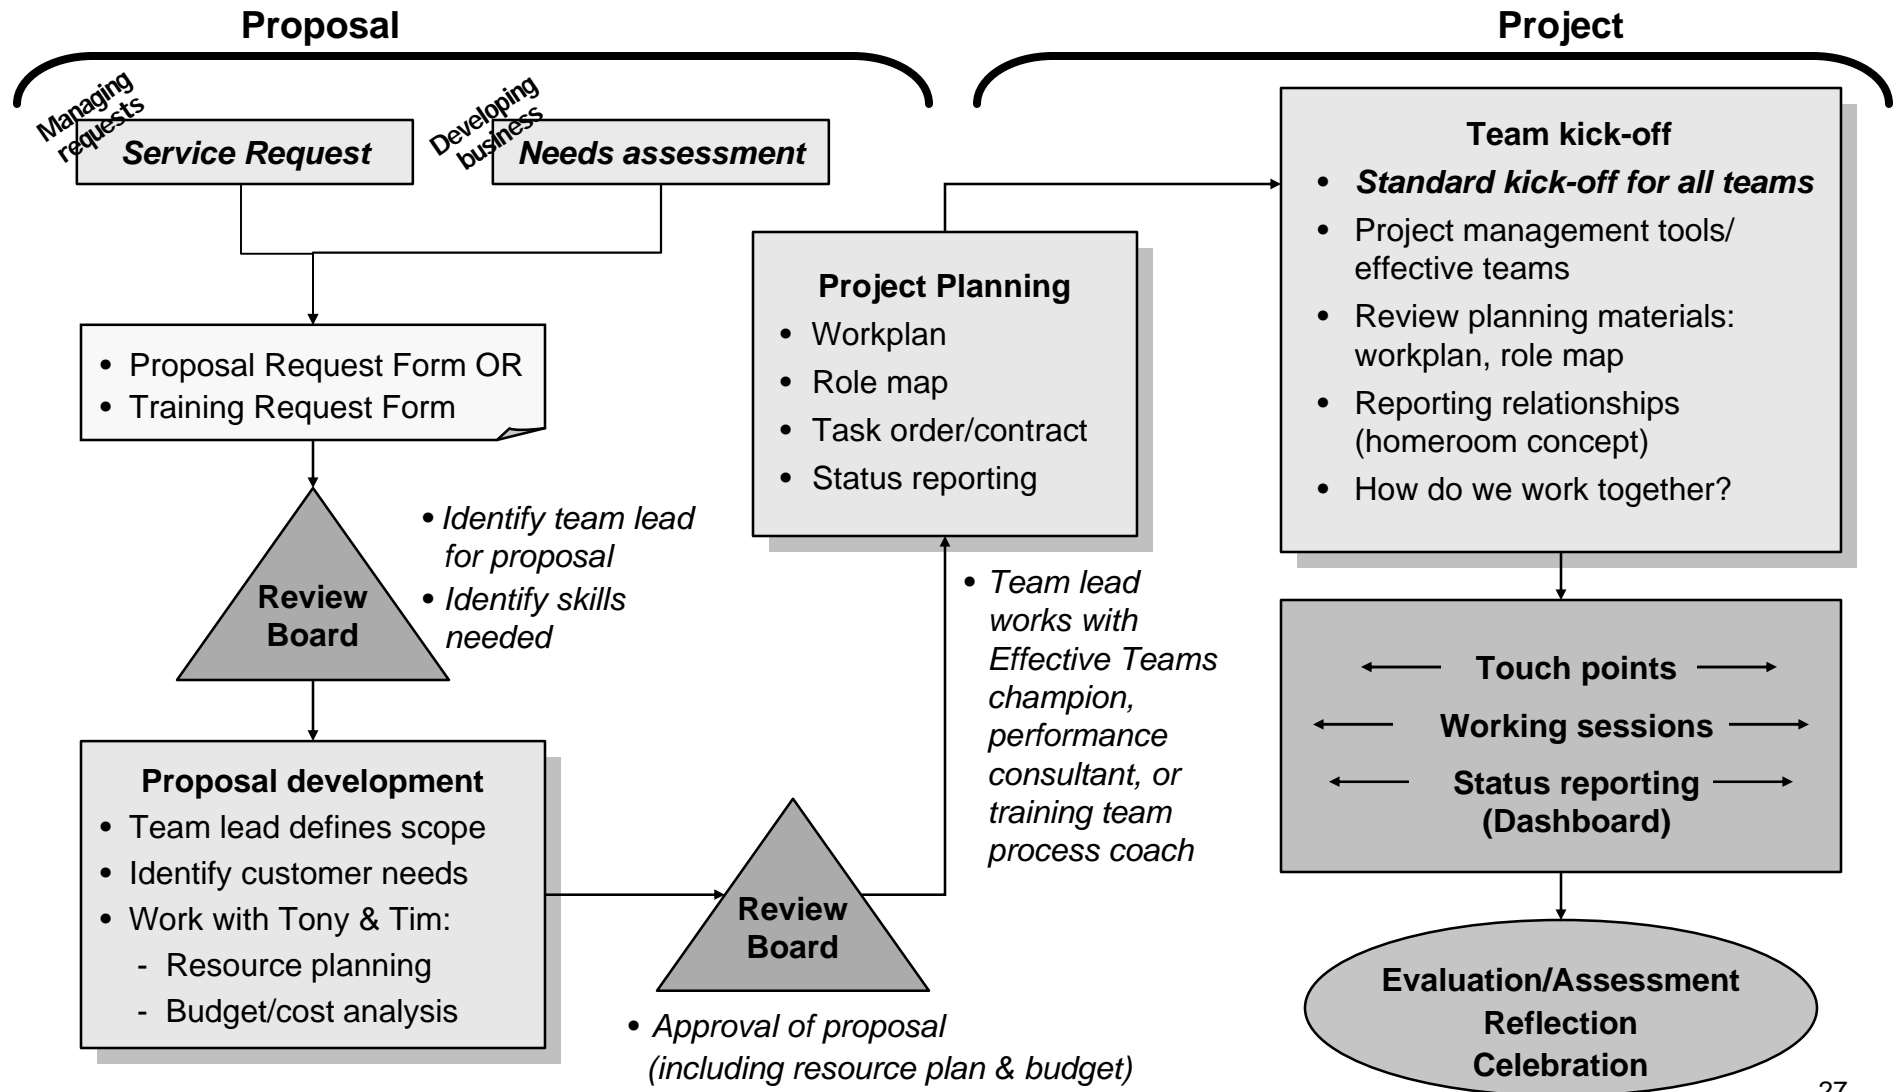 Proposal
Project
Managing
requests
Service Request
Developing
business
Needs assessment
• Proposal Request Form OR
• Training Request Form
Review
Board
• Identify team lead
for proposal
• Identify skills
needed
Proposal development
• Team lead defines scope
• Identify customer needs
• Work with Tony & Tim:
- Resource planning
- Budget/cost analysis
Review
Board
• Approval of proposal
(including resource plan & budget)
• Team lead
works with
Effective Teams
champion,
performance
consultant, or
training team
process coach
Project Planning
• Workplan
• Role map
• Task order/contract
• Status reporting
Team kick-off
• Standard kick-off for all teams
• Project management tools/
effective teams
• Review planning materials:
workplan, role map
• Reporting relationships
(homeroom concept)
• How do we work together?
Touch points
Working sessions
Status reporting
(Dashboard)
Evaluation/Assessment
Reflection
Celebration
27